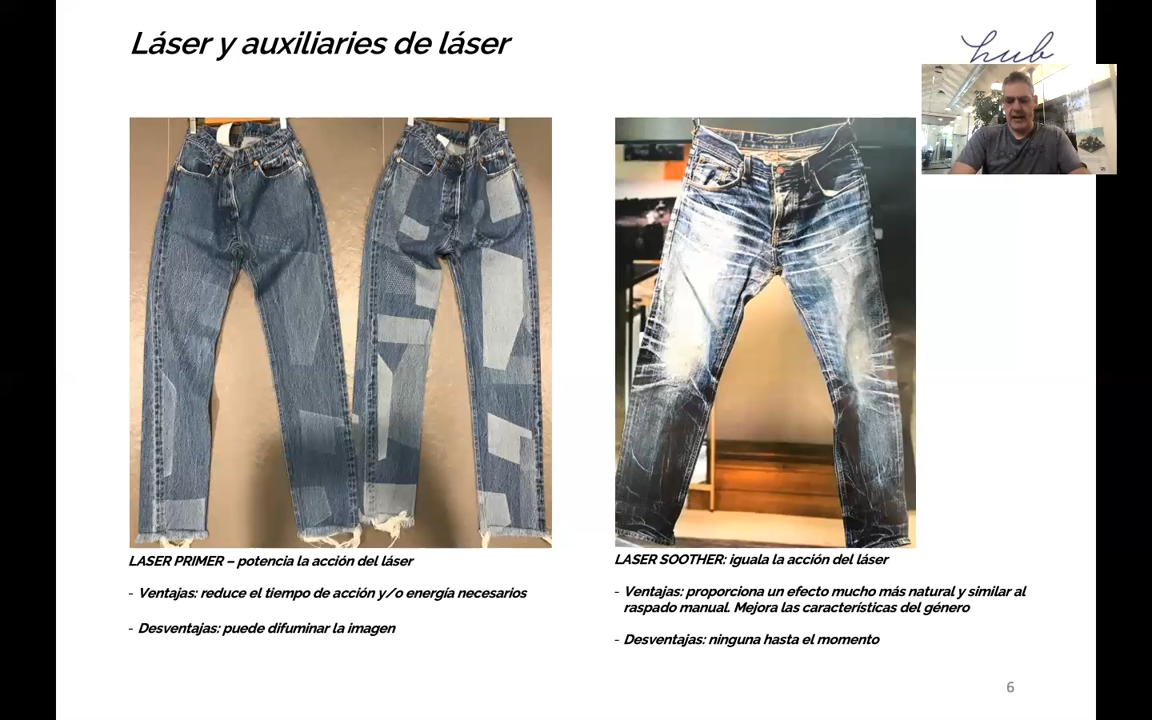 Láser y auxiliaries de láser
hub
LASER PRIMER – potencia la acción del láser
- Ventajas: reduce el tiempo de acción y/o energía necesarios
- Desventajas: puede difuminar la imagen
LASER SOOTHER: iguala la acción del láser
- Ventajas: proporciona un efecto mucho más natural y similar al
raspado manual. Mejora las características del género
- Desventajas: ninguna hasta el momento
6